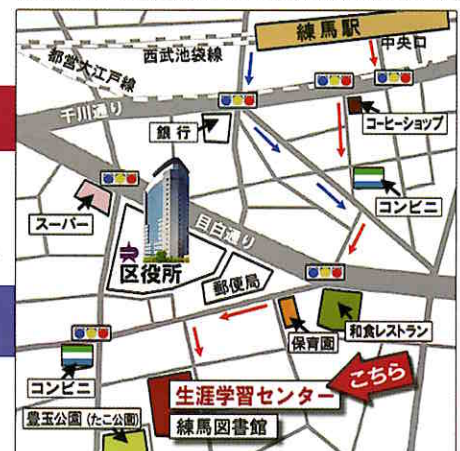 練馬駅
中央口
西武池袋線
都営大江戸線
千川通り
銀行
コーヒーショップ
コンビニ
スーパー
目白通り
区役所
郵便局
保育園
和食レストラン
コンビニ
生涯学習センター
こちら
練馬図書館
豊玉公園(たこ公園)